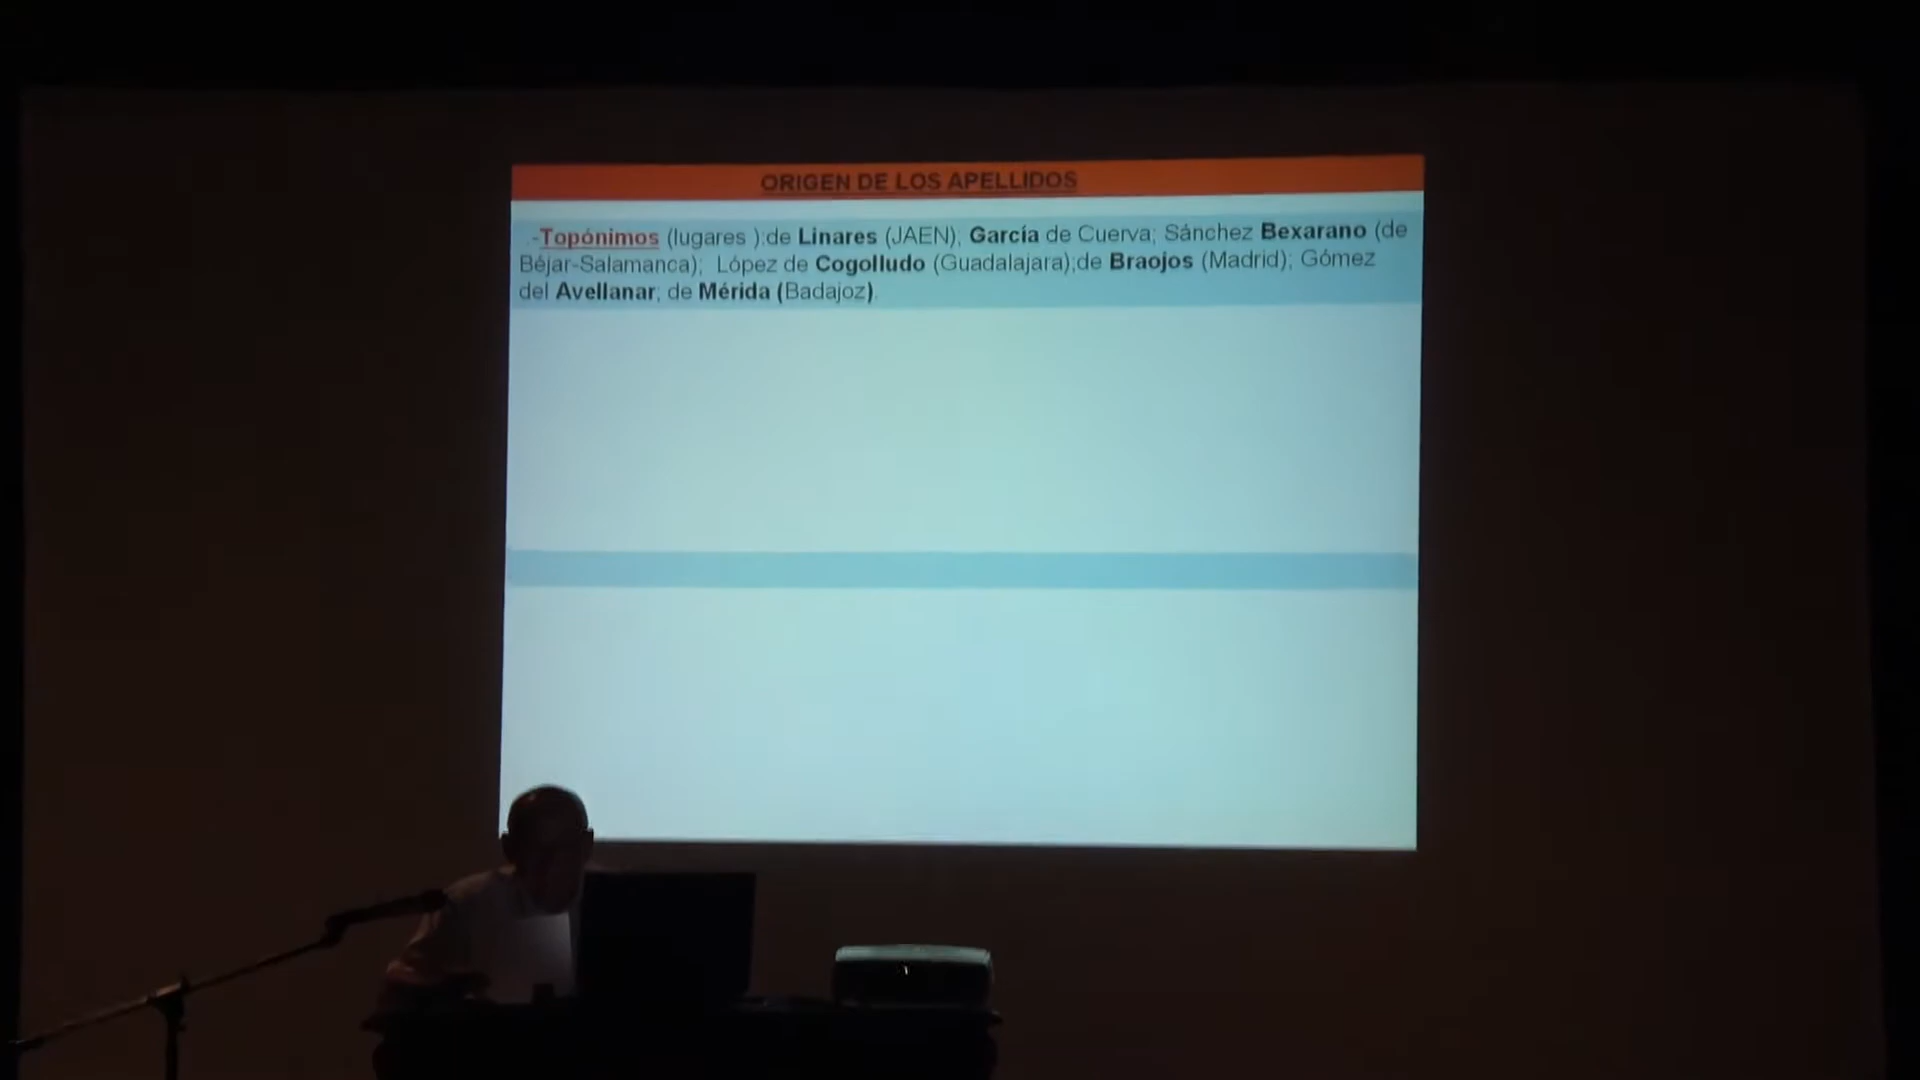 ORIGEN DE LOS APELLIDOS
.-Topónimos (lugares ):de Linares (JAEN); García de Cuerva; Sánchez Bexarano (de
Béjar-Salamanca); López de Cogolludo (Guadalajara);de Braojos (Madrid); Gómez
del Avellanar; de Mérida (Badajoz).